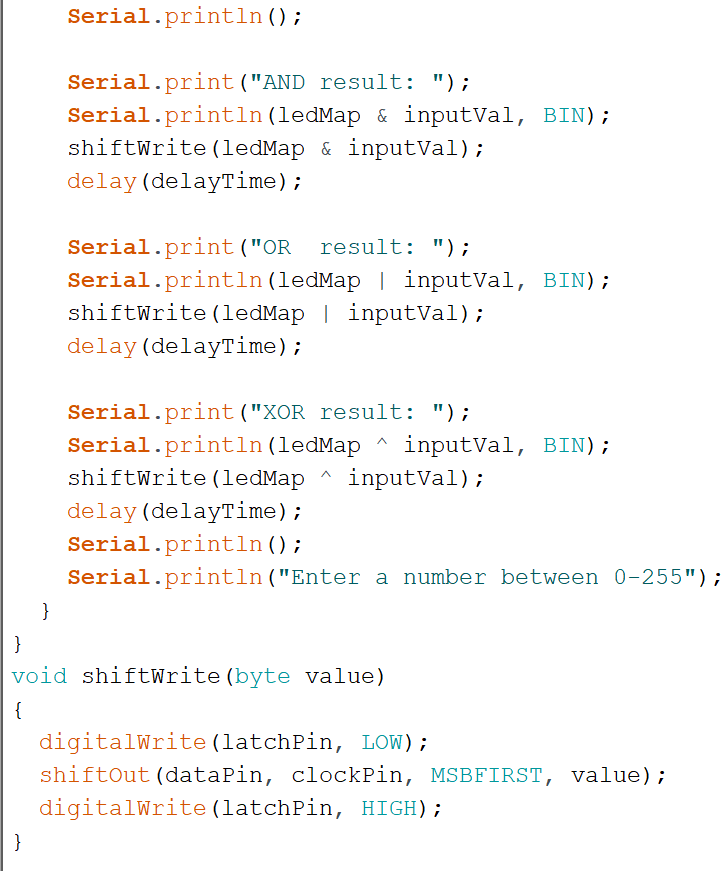 Serial.println();
Serial.print("AND result: ");
Serial.println(ledMap & inputVal, BIN);
shiftWrite(ledMap & inputVal);
delay(delayTime);
Serial.print("OR  result: ");
Serial.println(ledMap | inputVal, BIN);
shiftWrite(ledMap | inputVal);
delay(delayTime);
Serial.print("XOR result: ");
Serial.println(ledMap ^ inputVal, BIN);
shiftWrite(ledMap ^ inputVal);
delay(delayTime);
Serial.println();
Serial.println("Enter a number between 0-255");
}
}
void shiftWrite(byte value)
{
digitalWrite(latchPin, LOW);
shiftOut(dataPin, clockPin, MSBFIRST, value);
digitalWrite(latchPin, HIGH);
}